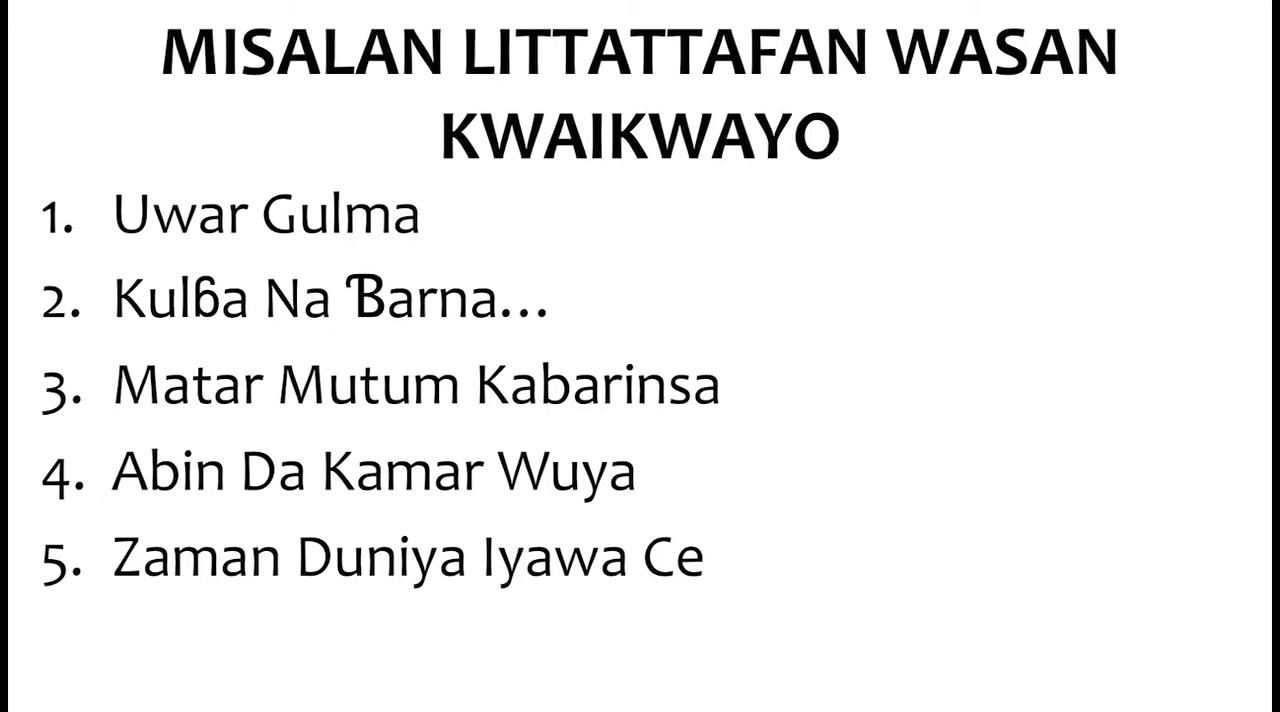 MISALAN LITTATTAFAN WASAN
KWAIKWAYO
1. Uwar Gulma
2. Kulɓa Na Ɓarna...
3. Matar Mutum Kabarinsa
4. Abin Da Kamar Wuya
5. Zaman Duniya Iyawa Ce